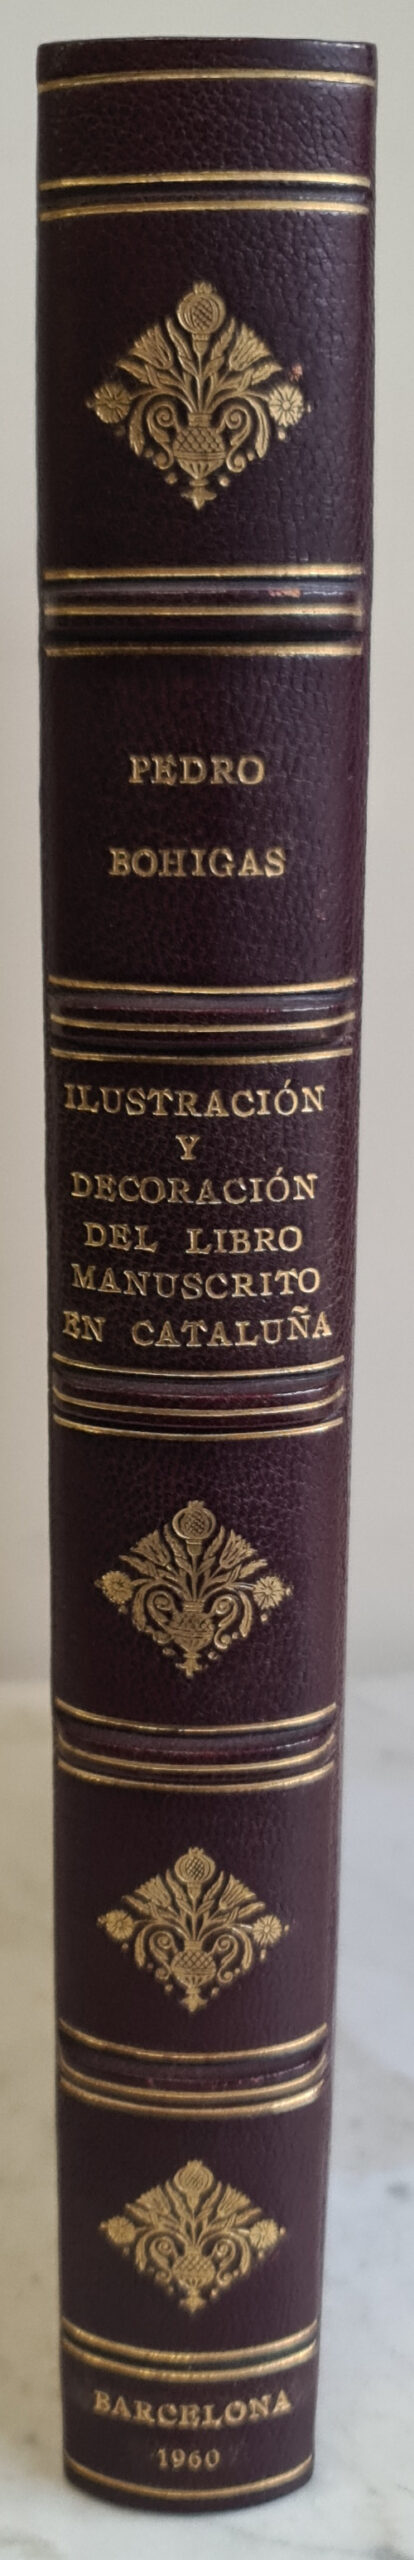 PEDRO
BOHIGAS
ILUSTRACIÓN
Y
DECORACIÓN
DEL LIBRO
MANUSCRITO
EN CATALUÑA
BARCELONA
1960